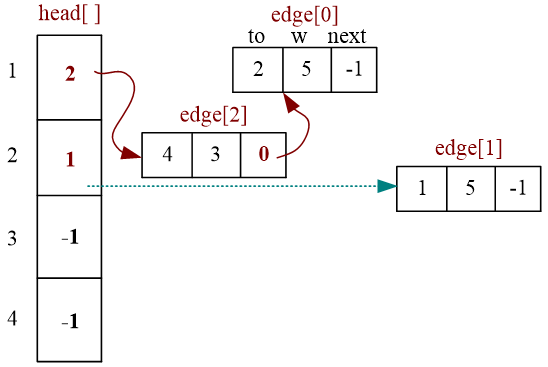 head[ ]
edge[0]
to w next
1 2
2 5 -1
edge[2]
2 1
4 3 0
edge[1]
1 5 -1
3 -1
4 -1